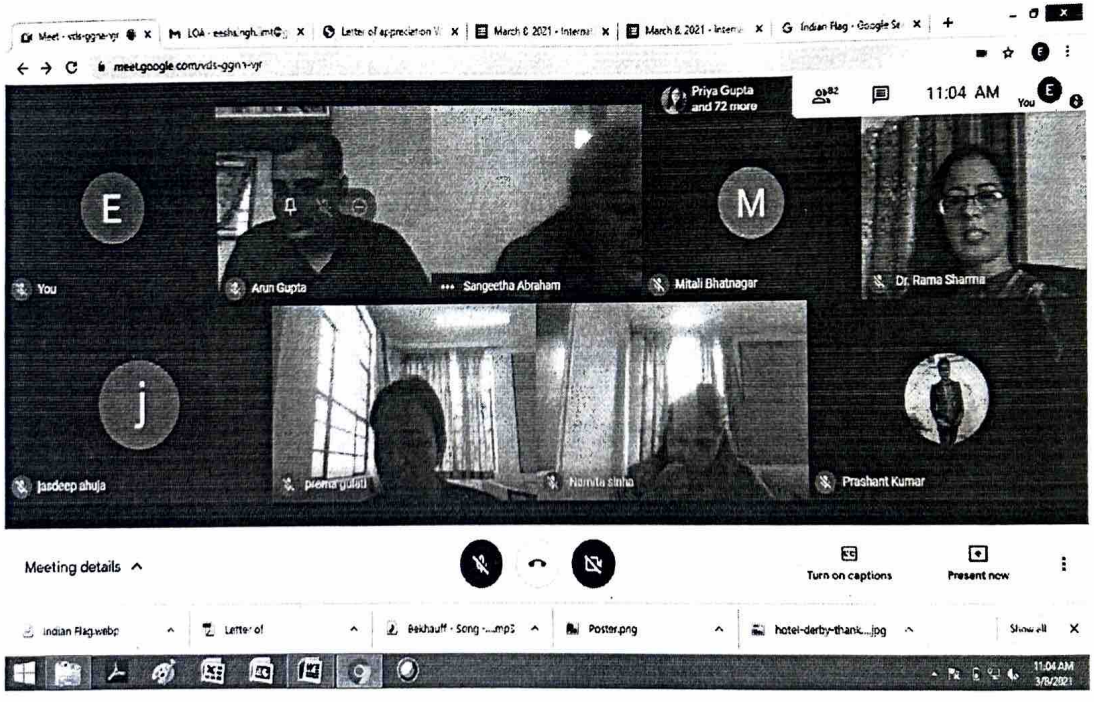 Meet - vds-ggnn-vjr
LOA - eeshsingh.imt@g
Letter of appreciation V
March 8, 2021 - Internat
March 8, 2021 - Interna
Indian Flag - Google Se
meet.google.com/vds-ggnn-vjr
E
Priya Gupta
and 72 more
82
11:04 AM
You
E
E
M
You
Arun Gupta
Sangeetha Abraham
Mitali Bhatnagar
Dr. Rama Sharma
j
jasdeep ahuja
prerna gulati
Namita sinha
Prashant Kumar
Meeting details
Turn on captions
Present now
Indian Flag.webp
Letter of
Bekhauff - Song -....mp3
Poster.png
hotel-derby-thank....jpg
Show all
11:04 AM
3/8/2021